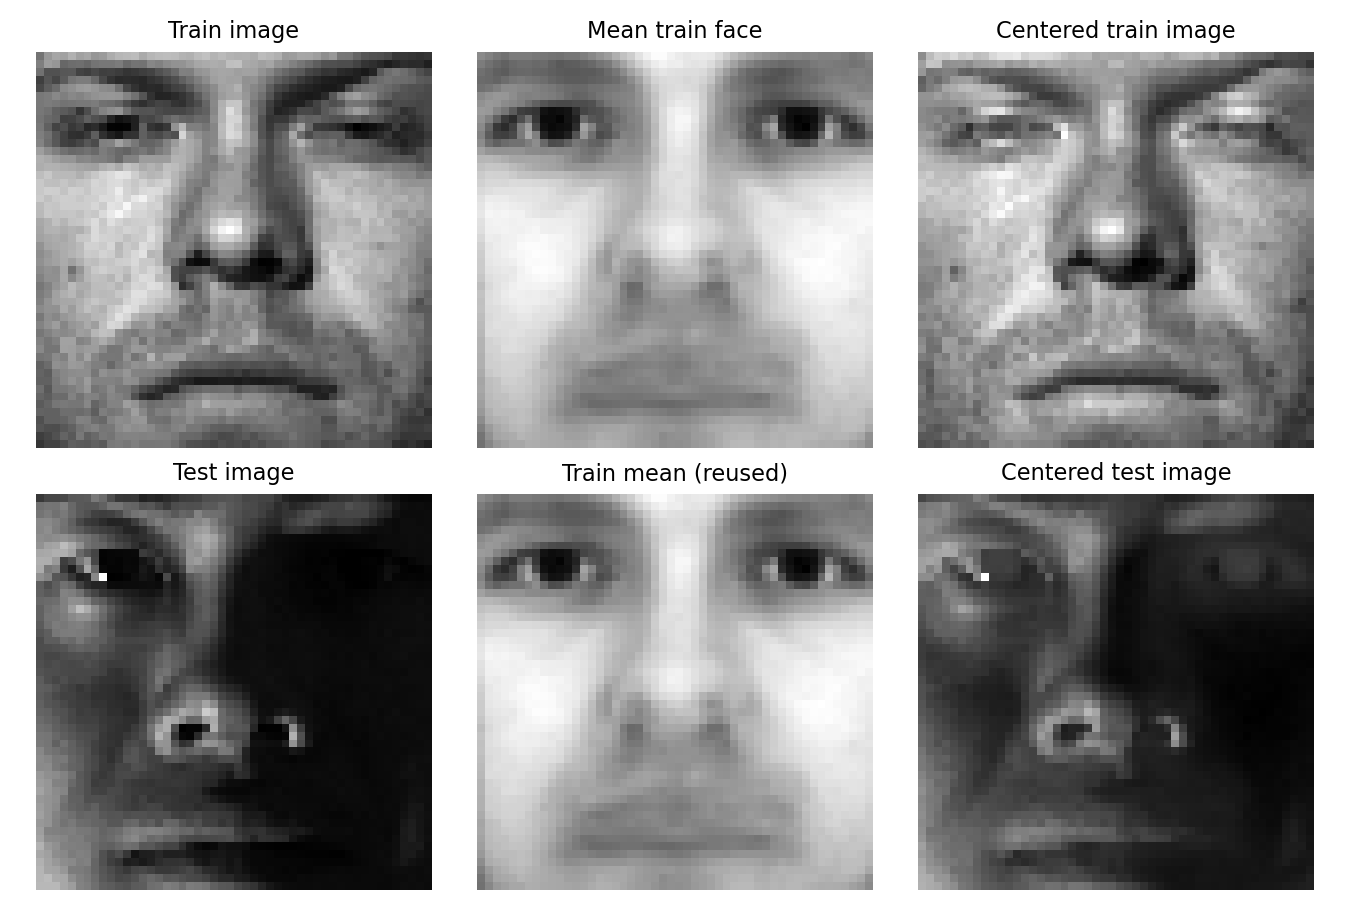 Train image
Mean train face
Centered train image
Test image
Train mean (reused)
Centered test image